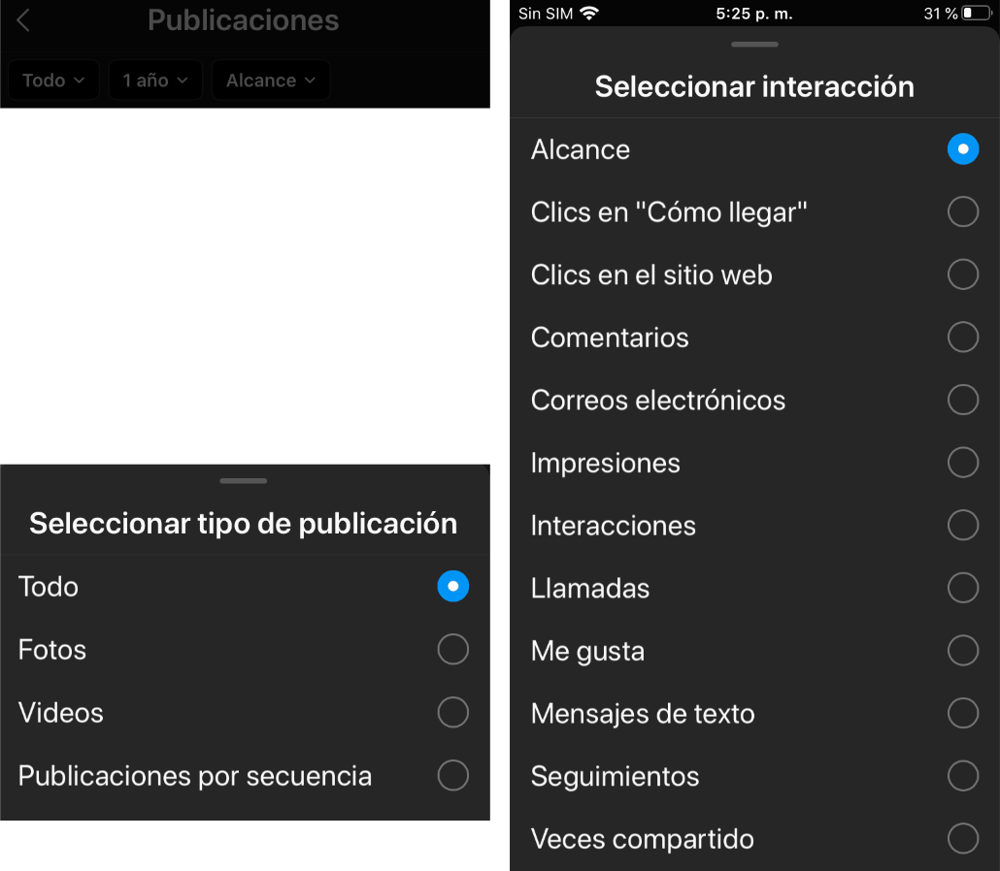 Publicaciones
Todo
1 año
Alcance
Seleccionar tipo de publicación
Todo
Fotos
Videos
Publicaciones por secuencia
Sin SIM 5:25 p. m. 31 %
Seleccionar interacción
Alcance
Clics en "Cómo llegar"
Clics en el sitio web
Comentarios
Correos electrónicos
Impresiones
Interacciones
Llamadas
Me gusta
Mensajes de texto
Seguimientos
Veces compartido